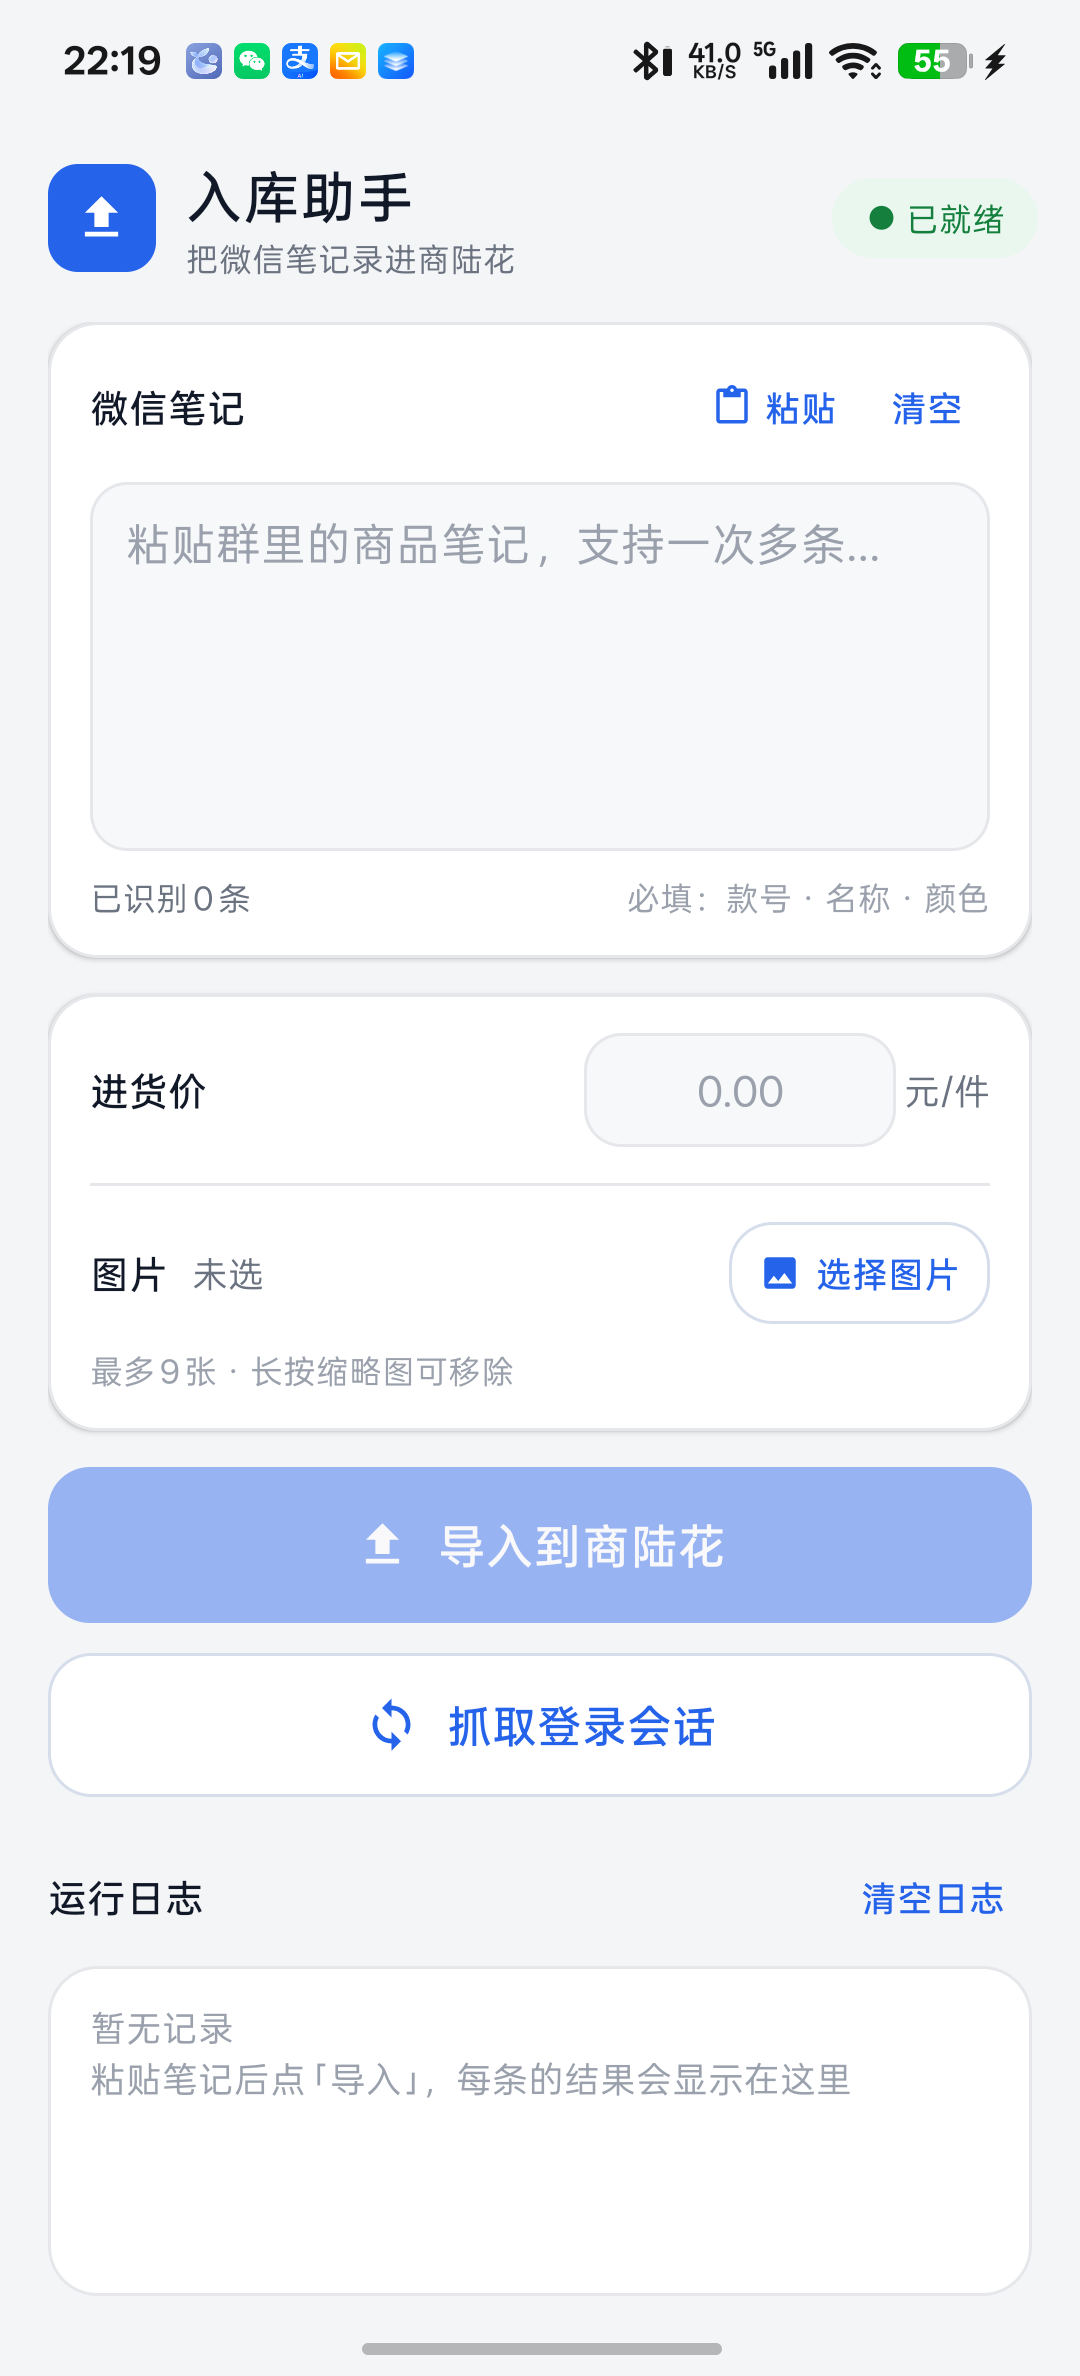 22:19
41.0 KB/S 5G 55
入库助手
把微信笔记录进商陆花
已就绪
微信笔记 粘贴 清空
粘贴群里的商品笔记，支持一次多条...
已识别 0 条 必填：款号 · 名称 · 颜色
进货价 0.00 元/件
图片 未选 选择图片
最多 9 张 · 长按缩略图可移除
导入到商陆花
抓取登录会话
运行日志 清空日志
暂无记录
粘贴笔记后点「导入」，每条的结果会显示在这里